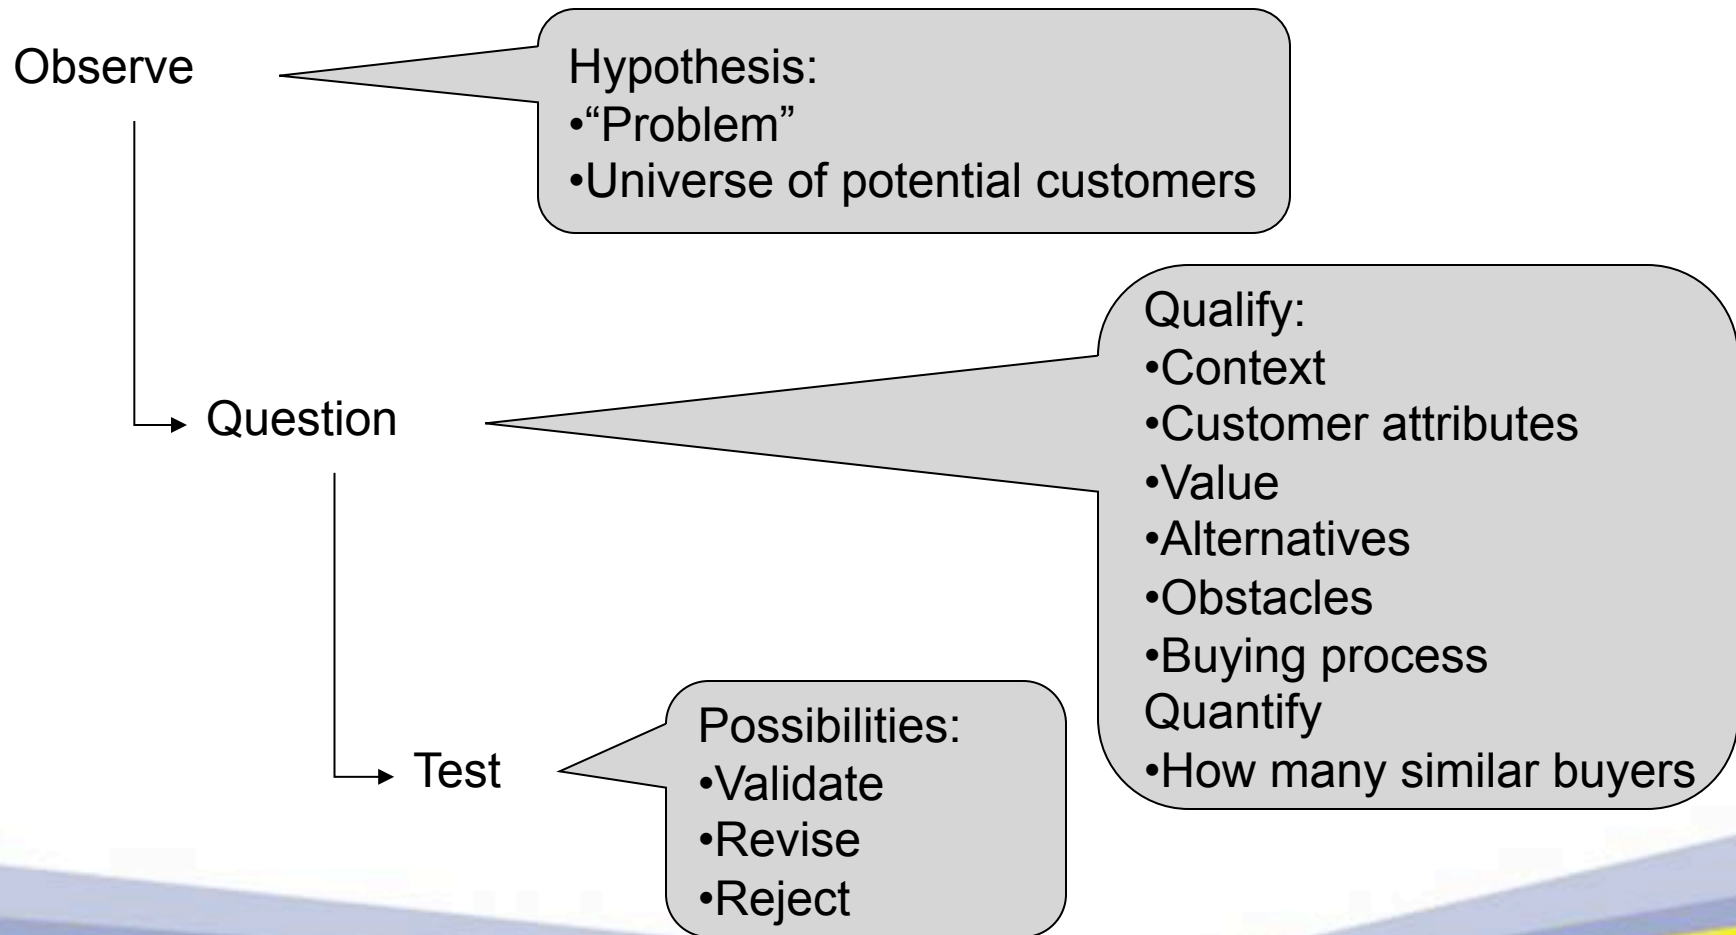 Observe
Hypothesis:
•“Problem”
•Universe of potential customers
Question
Qualify:
•Context
•Customer attributes
•Value
•Alternatives
•Obstacles
•Buying process
Quantify
•How many similar buyers
Test
Possibilities:
•Validate
•Revise
•Reject